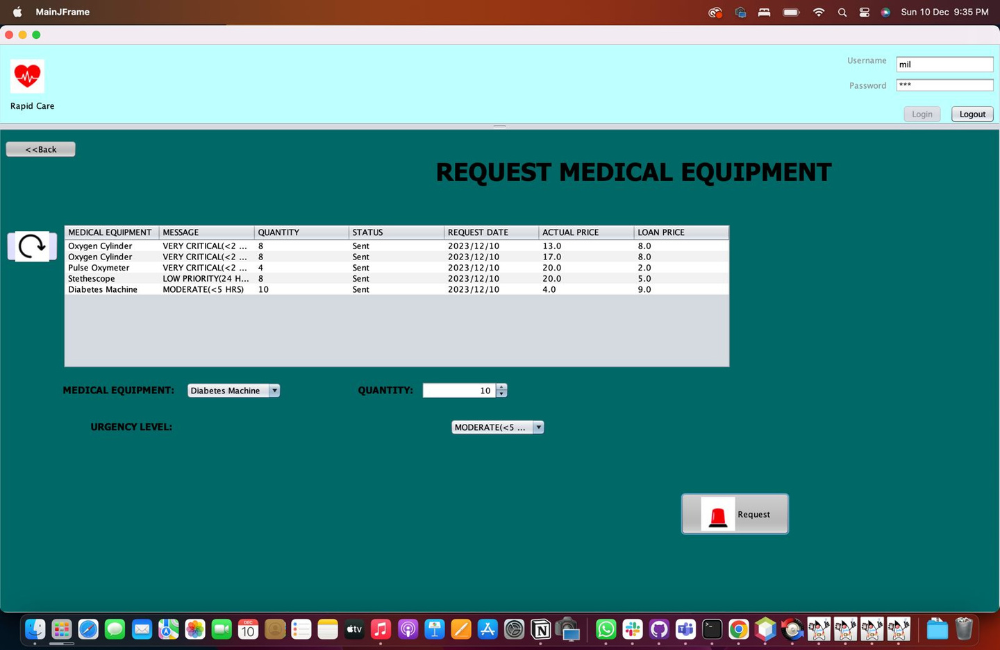 MainJFrame
Sun 10 Dec 9:35 PM
Rapid Care
Username
mil
Password
***
Login
Logout
<<Back
REQUEST MEDICAL EQUIPMENT
MEDICAL EQUIPMENT MESSAGE QUANTITY STATUS REQUEST DATE ACTUAL PRICE LOAN PRICE
Oxygen Cylinder VERY CRITICAL(<2 ... 8 Sent 2023/12/10 13.0 8.0
Oxygen Cylinder VERY CRITICAL(<2 ... 8 Sent 2023/12/10 17.0 8.0
Pulse Oxymeter VERY CRITICAL(<2 ... 4 Sent 2023/12/10 20.0 2.0
Stethescope LOW PRIORITY(24 H... 8 Sent 2023/12/10 20.0 5.0
Diabetes Machine MODERATE(<5 HRS) 10 Sent 2023/12/10 4.0 9.0
MEDICAL EQUIPMENT: Diabetes Machine QUANTITY: 10
URGENCY LEVEL: MODERATE(<5 ...
Request
DEC
10
tv